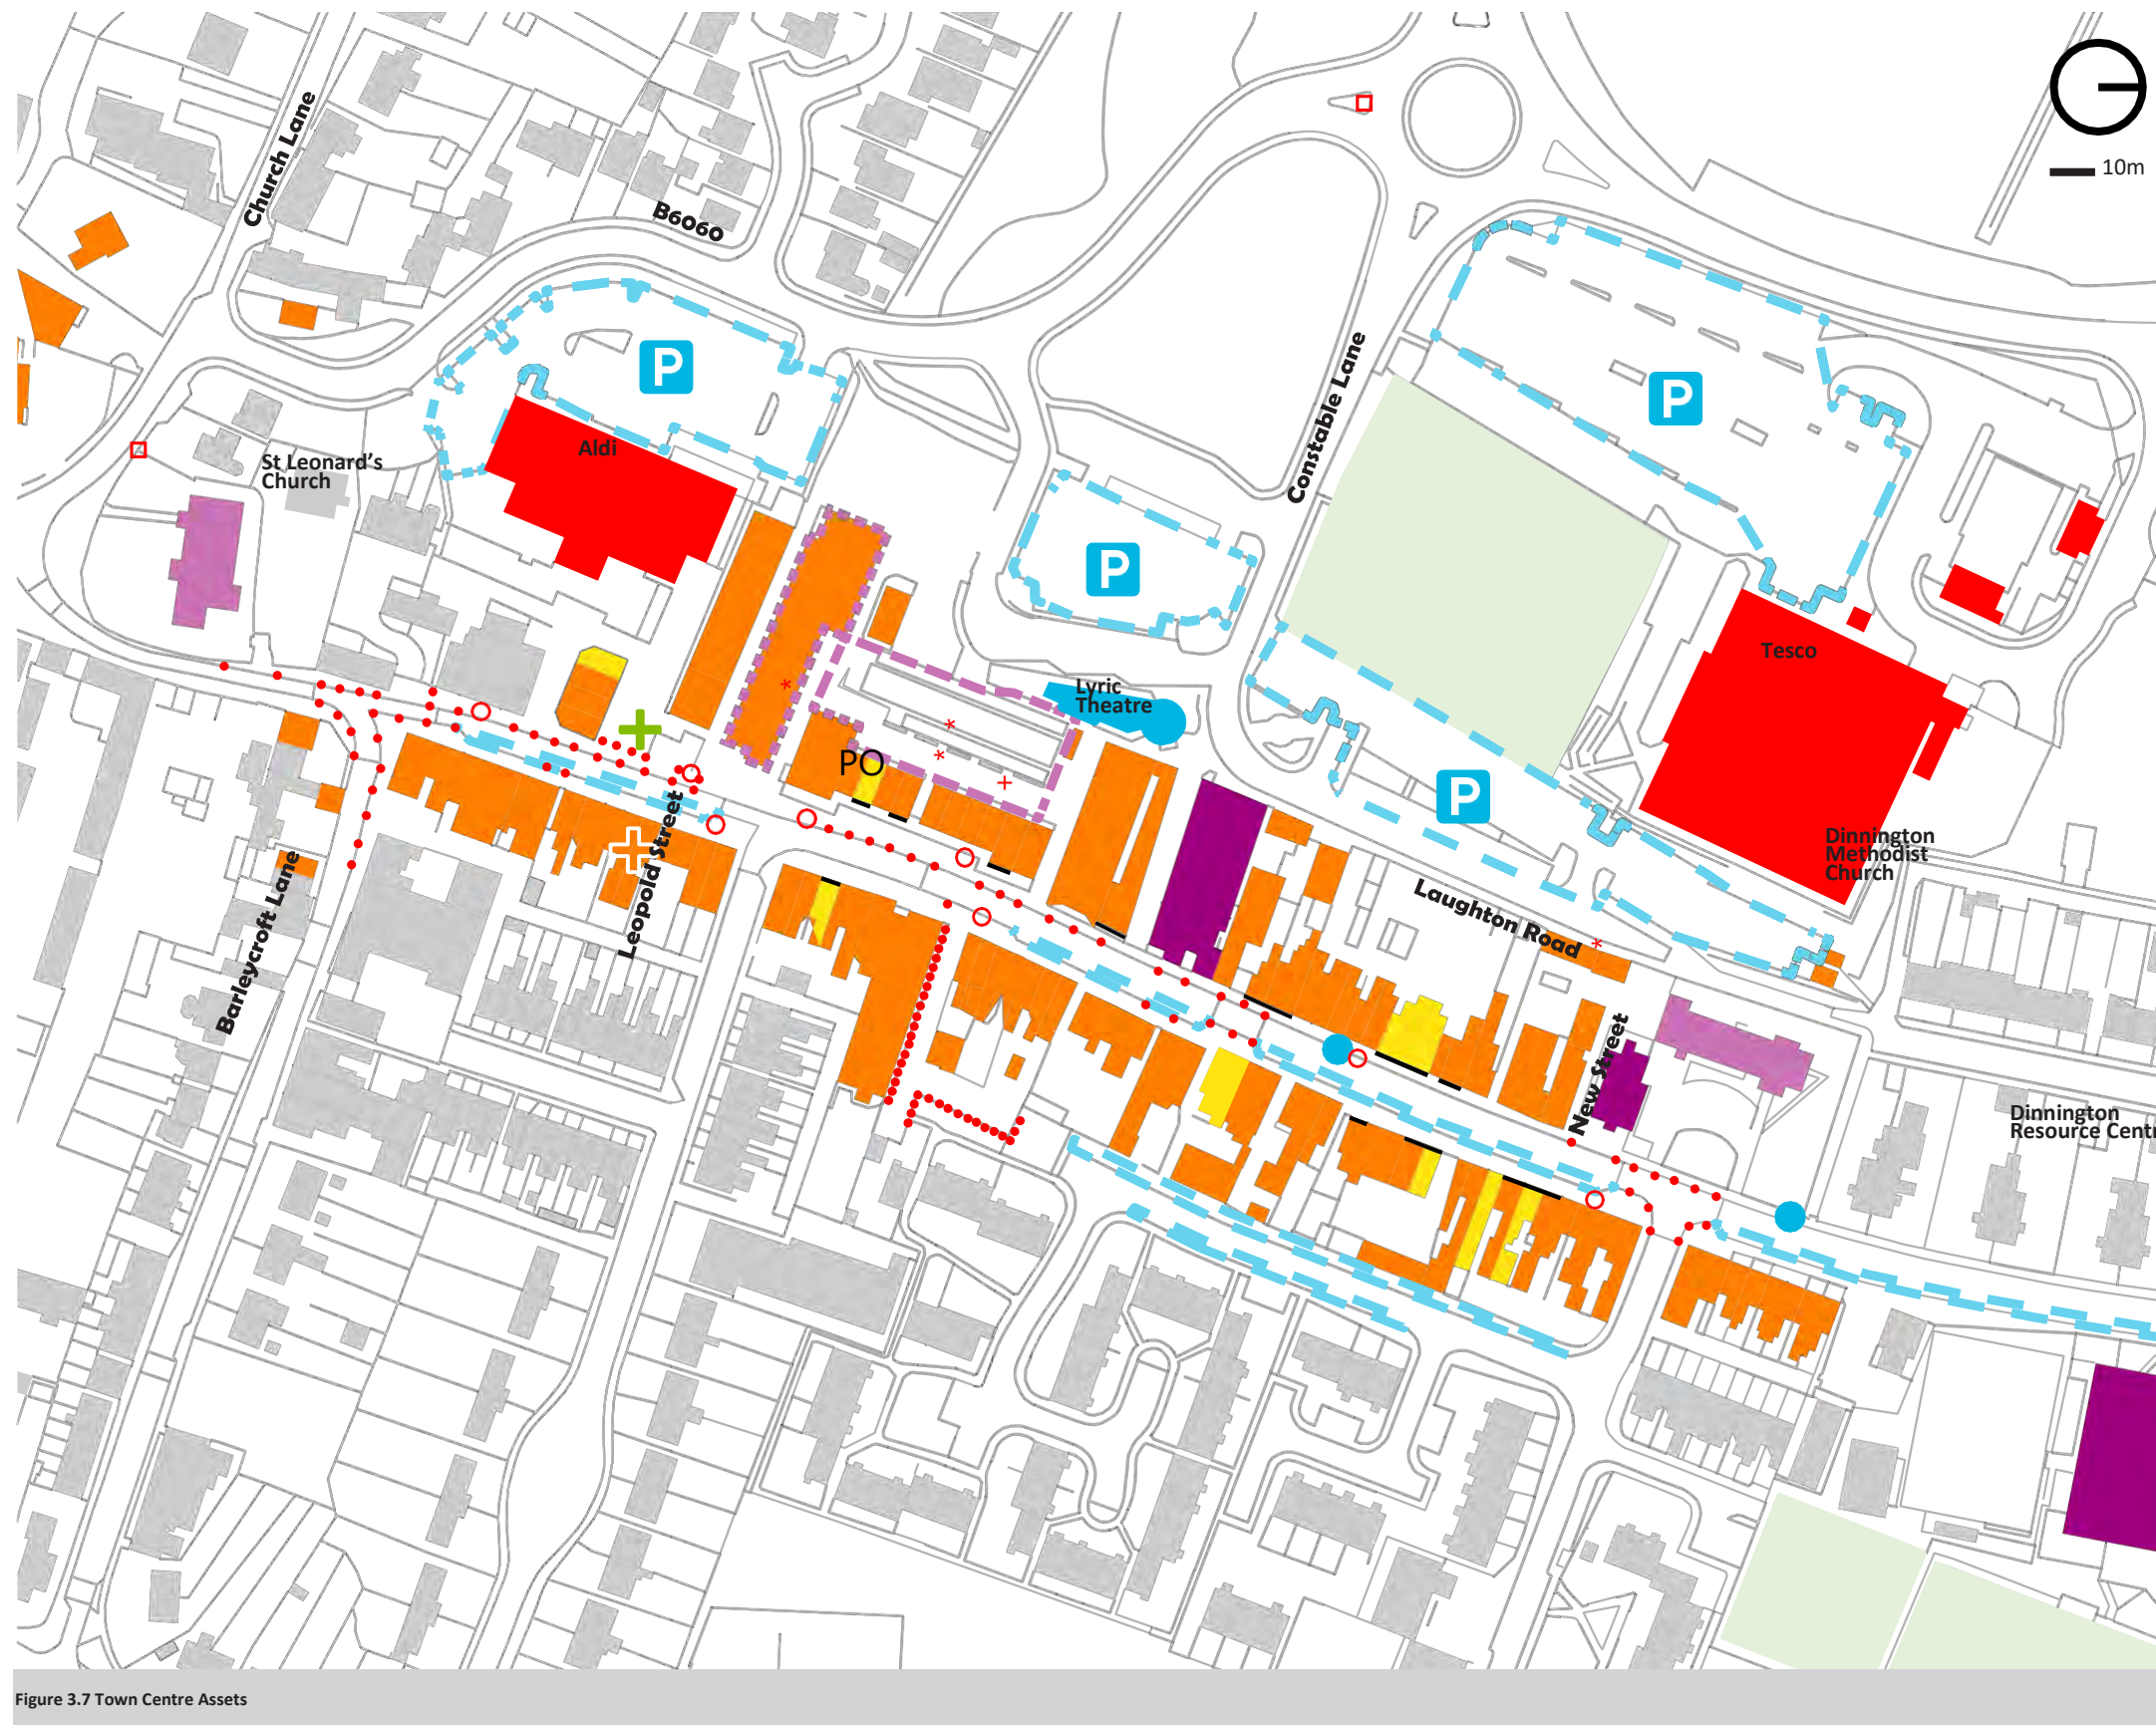 Church Lane
B6060
10m
P
P
Constable Lane
Aldi
St Leonard's
Church
P
Tesco
Lyric
Theatre
PO
P
Leopold Street
Dinnington
Methodist
Church
Barleycroft Lane
Laughton Road
New Street
Dinnington
Resource Cent
Figure 3.7 Town Centre Assets